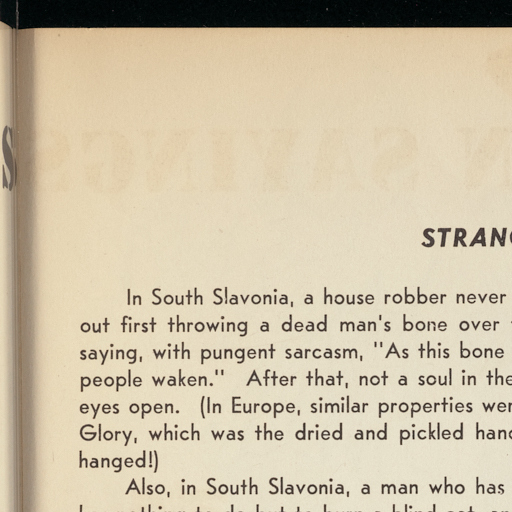 STRAN
In South Slavonia, a house robber never
out first throwing a dead man's bone over
saying, with pungent sarcasm, "As this bone
people waken." After that, not a soul in the
eyes open. (In Europe, similar properties wer
Glory, which was the dried and pickled hand
hanged!)
Also, in South Slavonia, a man who has